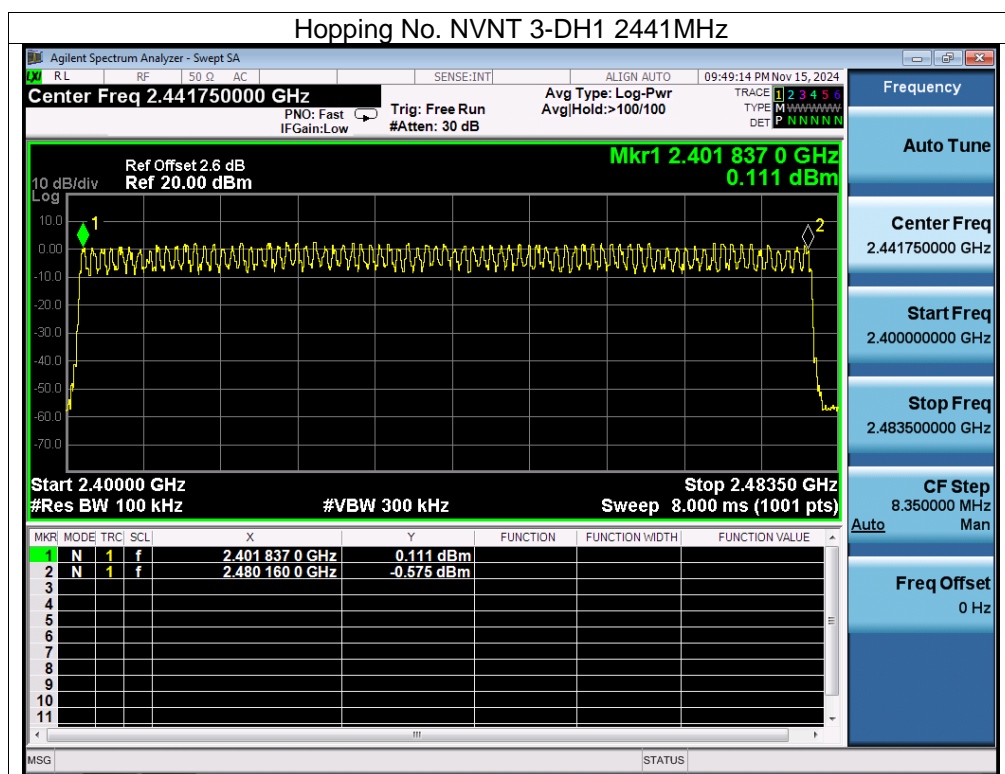 Hopping No. NVNT 3-DH1 2441MHz
Agilent Spectrum Analyzer - Swept SA
RL RF 50 Ω AC SENSE:INT ALIGN AUTO 09:49:14 PM Nov 15, 2024
Center Freq 2.441750000 GHz
PNO: Fast
IFGain:Low
Trig: Free Run
#Atten: 30 dB
Avg Type: Log-Pwr
Avg|Hold:>100/100
TRACE 1 2 3 4 5 6
TYPE M WWWWW
DET P N N N N N
Ref Offset 2.6 dB
10 dB/div Ref 20.00 dBm
Log
Mkr1 2.401 837 0 GHz
0.111 dBm
10.0
0.00
-10.0
-20.0
-30.0
-40.0
-50.0
-60.0
-70.0
1
2
Start 2.40000 GHz Stop 2.48350 GHz
#Res BW 100 kHz #VBW 300 kHz Sweep 8.000 ms (1001 pts)
MKR MODE TRC SCL X Y FUNCTION FUNCTION WIDTH FUNCTION VALUE
1 N 1 f 2.401 837 0 GHz 0.111 dBm
2 N 1 f 2.480 160 0 GHz -0.575 dBm
3
4
5
6
7
8
9
10
11
MSG STATUS
Frequency
Auto Tune
Center Freq
2.441750000 GHz
Start Freq
2.400000000 GHz
Stop Freq
2.483500000 GHz
CF Step
8.350000 MHz
Auto Man
Freq Offset
0 Hz